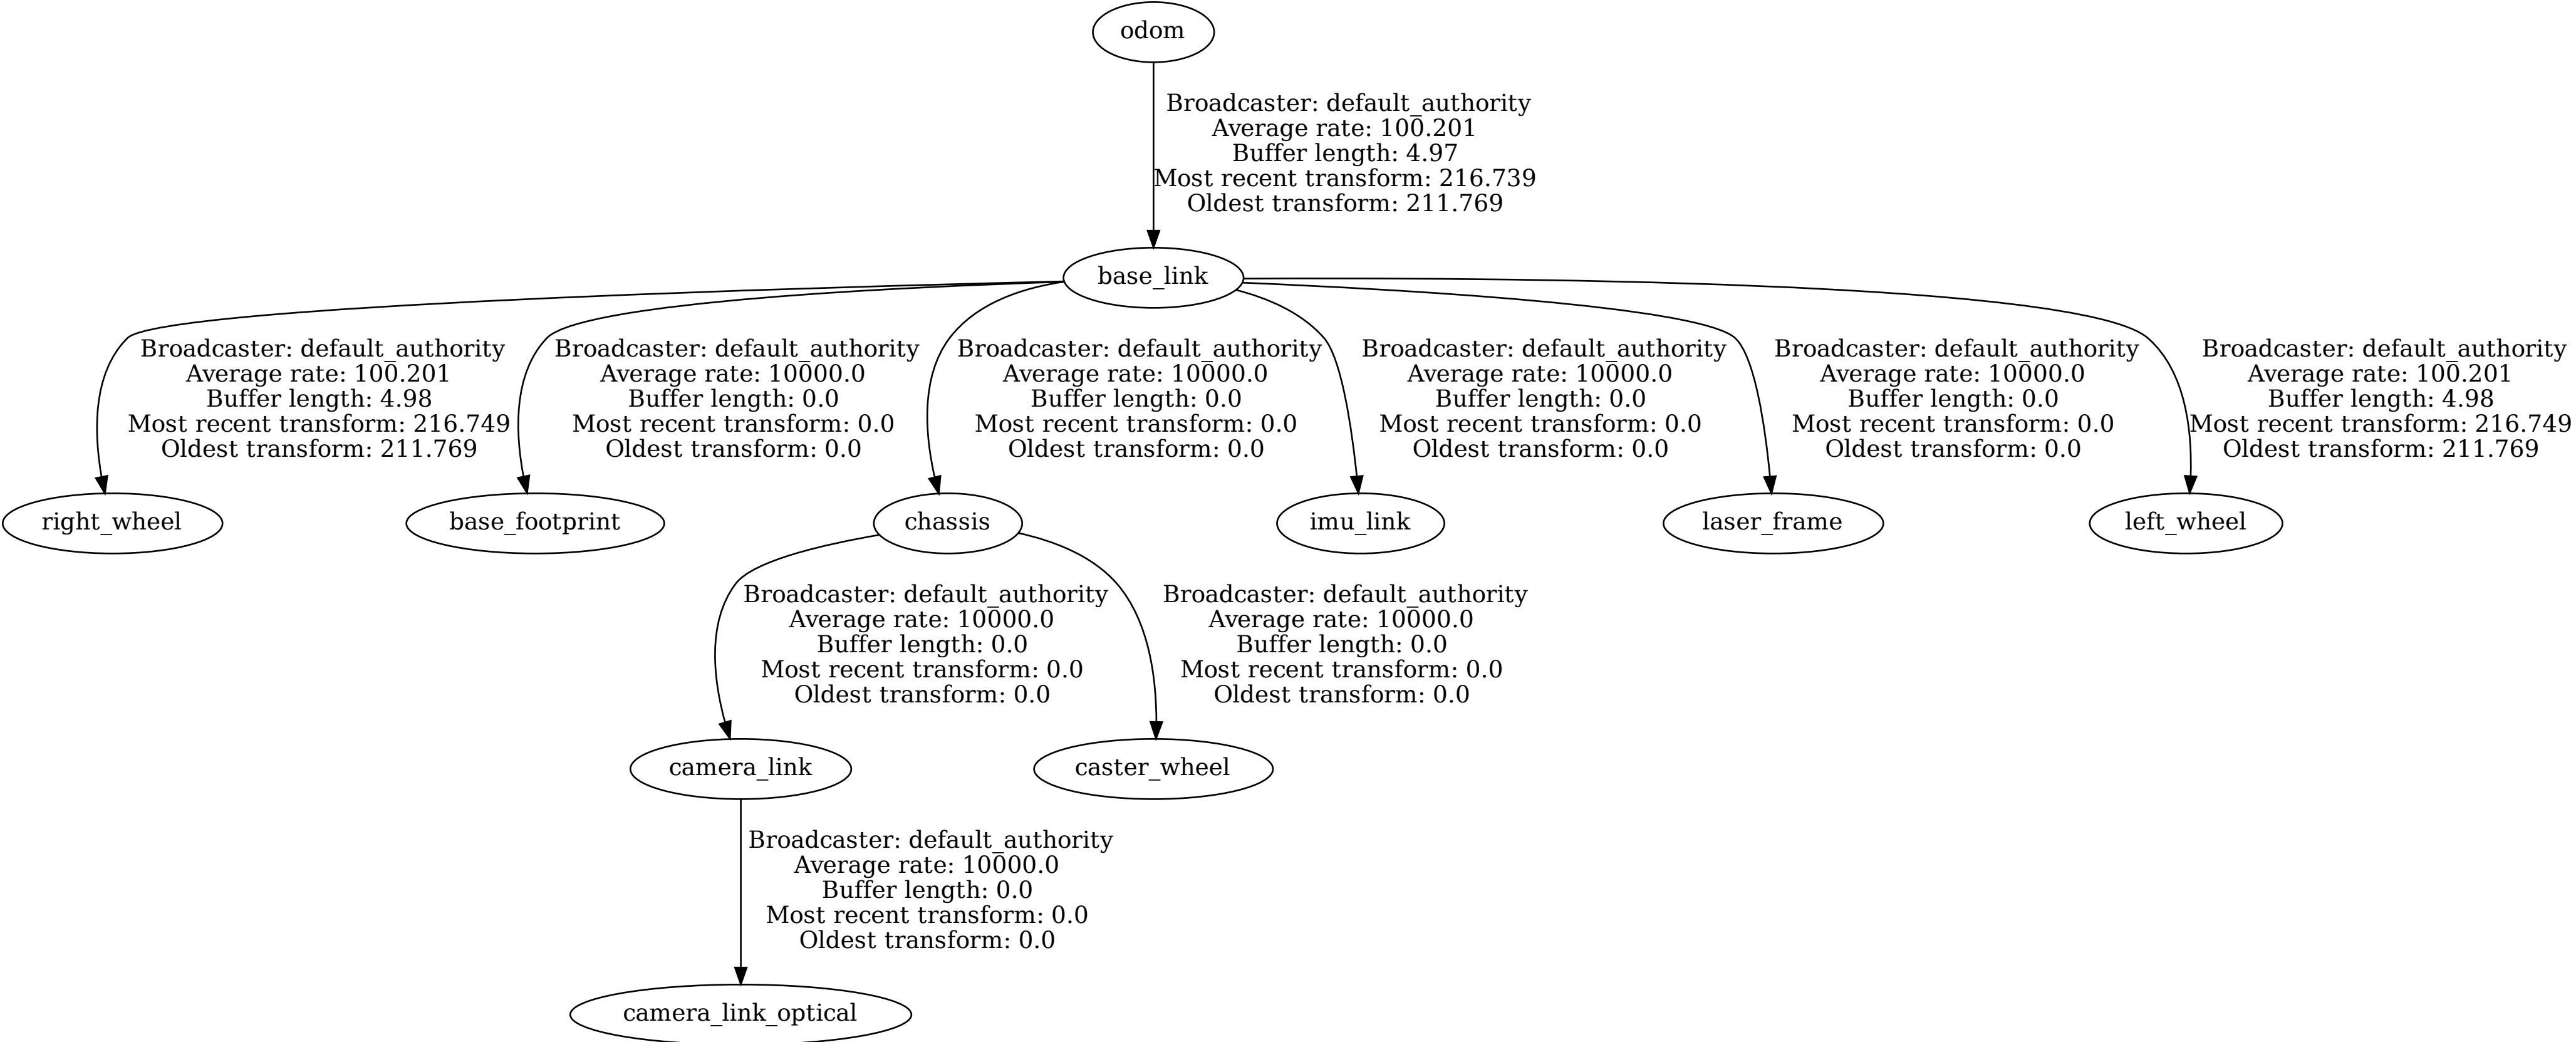 odom
Broadcaster: default_authority
Average rate: 100.201
Buffer length: 4.97
Most recent transform: 216.739
Oldest transform: 211.769
base_link
Broadcaster: default_authority
Average rate: 100.201
Buffer length: 4.98
Most recent transform: 216.749
Oldest transform: 211.769
Broadcaster: default_authority
Average rate: 10000.0
Buffer length: 0.0
Most recent transform: 0.0
Oldest transform: 0.0
Broadcaster: default_authority
Average rate: 10000.0
Buffer length: 0.0
Most recent transform: 0.0
Oldest transform: 0.0
Broadcaster: default_authority
Average rate: 10000.0
Buffer length: 0.0
Most recent transform: 0.0
Oldest transform: 0.0
Broadcaster: default_authority
Average rate: 10000.0
Buffer length: 0.0
Most recent transform: 0.0
Oldest transform: 0.0
Broadcaster: default_authority
Average rate: 100.201
Buffer length: 4.98
Most recent transform: 216.749
Oldest transform: 211.769
right_wheel
base_footprint
chassis
imu_link
laser_frame
left_wheel
Broadcaster: default_authority
Average rate: 10000.0
Buffer length: 0.0
Most recent transform: 0.0
Oldest transform: 0.0
Broadcaster: default_authority
Average rate: 10000.0
Buffer length: 0.0
Most recent transform: 0.0
Oldest transform: 0.0
camera_link
caster_wheel
Broadcaster: default_authority
Average rate: 10000.0
Buffer length: 0.0
Most recent transform: 0.0
Oldest transform: 0.0
camera_link_optical